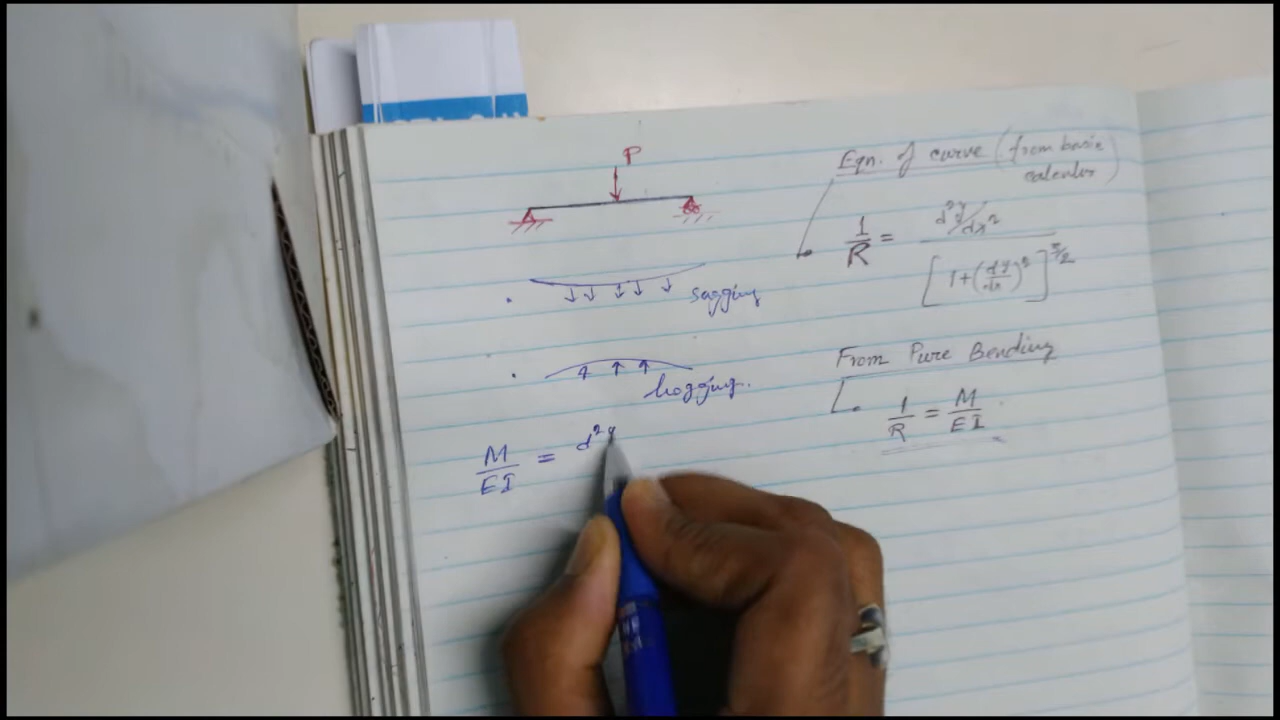 P
sagging
hogging.
M/EI = d²y
Eqn. of curve (from basic
calculus)
1/R = d²y/dx² / [1+(dy/dx)²]^3/2
From Pure Bending
1/R = M/EI